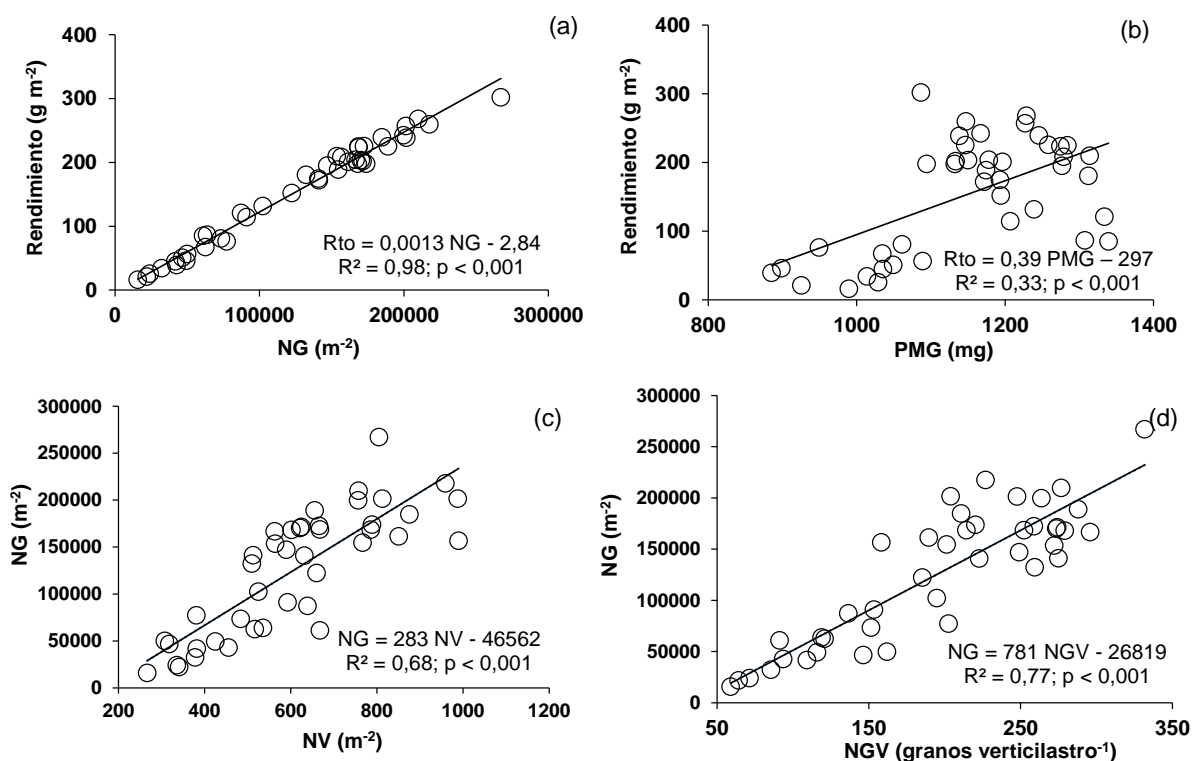 (a)
Rendimiento (g m⁻²)
400
300
200
100
0
Rto = 0,0013 NG - 2,84
R² = 0,98; p < 0,001
0 100000 200000 300000
NG (m⁻²)
(b)
Rendimiento (g m⁻²)
400
300
200
100
0
Rto = 0,39 PMG – 297
R² = 0,33; p < 0,001
800 1000 1200 1400
PMG (mg)
(c)
NG (m⁻²)
300000
250000
200000
150000
100000
50000
0
NG = 283 NV - 46562
R² = 0,68; p < 0,001
200 400 600 800 1000 1200
NV (m⁻²)
(d)
NG (m⁻²)
300000
250000
200000
150000
100000
50000
0
NG = 781 NGV - 26819
R² = 0,77; p < 0,001
50 150 250 350
NGV (granos verticilastro⁻¹)